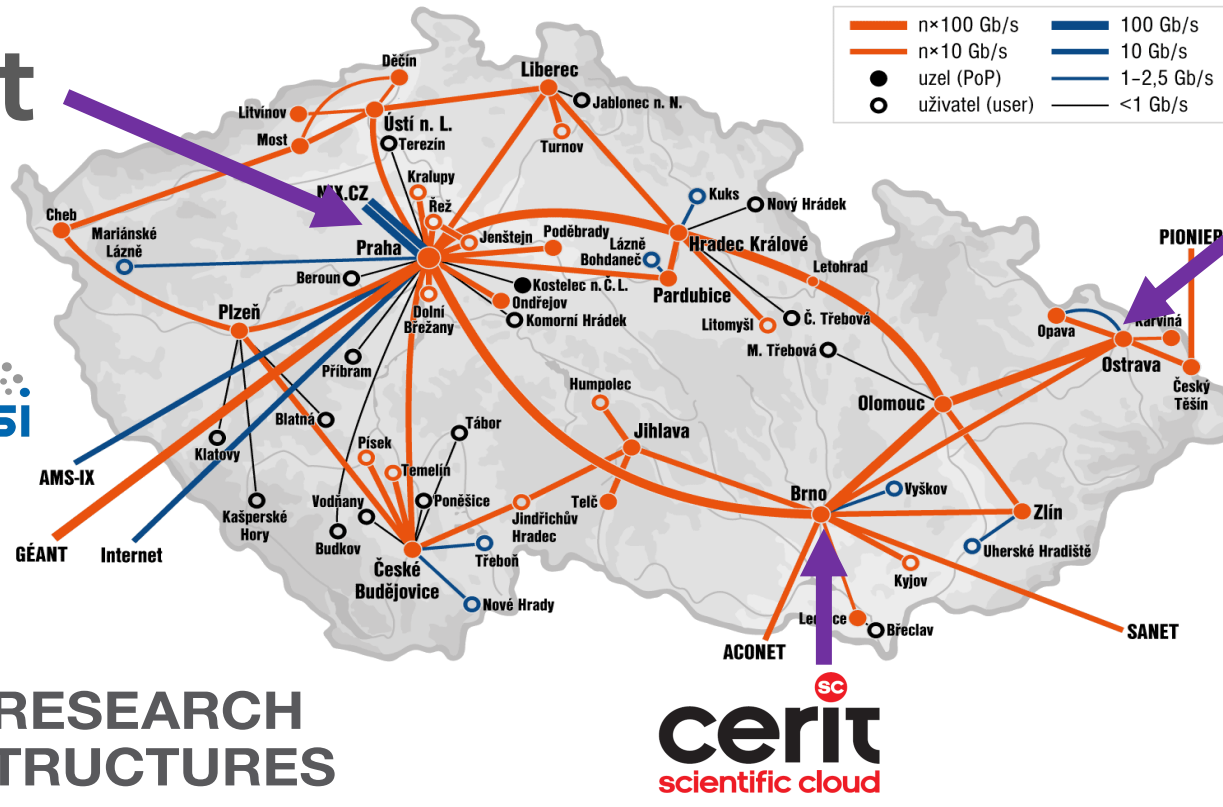 n×100 Gb/s
100 Gb/s
n×10 Gb/s
10 Gb/s
uzel (PoP)
1–2,5 Gb/s
uživatel (user)
<1 Gb/s
t
Děčín
Liberec
Litvínov
Jablonec n. N.
Ústí n. L.
Most
Terezín
Turnov
Kralupy
NIX.CZ
Kuks
Nový Hrádek
Řež
Cheb
Mariánské
Lázně
Praha
Jenštejn
Poděbrady
Lázně
Bohdaneč
Hradec Králové
PIONIER
Letohrad
Beroun
Kostelec n.Č.L.
Pardubice
Ondřejov
Plzeň
Dolní
Břežany
Komorní Hrádek
Litomyšl
Č. Třebová
Opava
Karviná
M. Třebová
Ostrava
Příbram
Český
Těšín
Humpolec
Olomouc
si
Blatná
Tábor
Jihlava
Klatovy
Písek
Temelín
AMS-IX
Vyškov
Brno
Kašperské
Hory
Vodňany
Poněšice
Telč
Zlín
Jindřichův
Hradec
Budkov
GÉANT
Internet
Třeboň
Uherské Hradiště
České
Budějovice
Kyjov
Nové Hrady
Břeclav
SANET
ACONET
RESEARCH
TRUCTURES
sc
cerit
scientific cloud